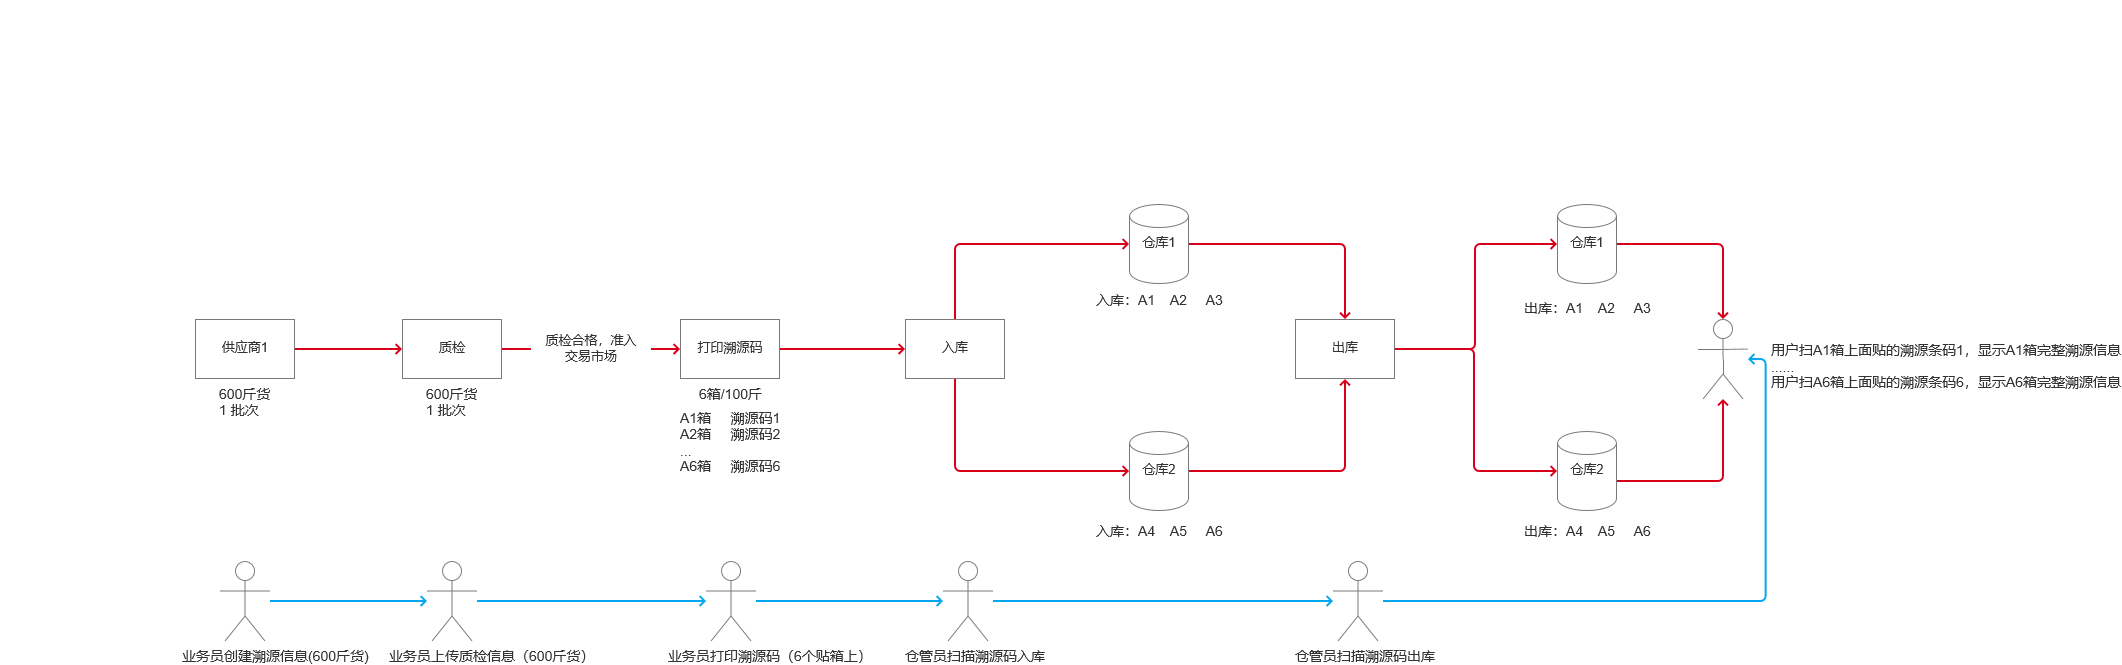 仓库1
仓库1
入库：A1 A2 A3
出库：A1 A2 A3
供应商1
质检
质检合格，准入
交易市场
打印溯源码
入库
出库
用户扫A1箱上面贴的溯源条码1，显示A1箱完整溯源信息
......
用户扫A6箱上面贴的溯源条码6，显示A6箱完整溯源信息
600斤货
1 批次
600斤货
1 批次
6箱/100斤
A1箱 溯源码1
A2箱 溯源码2
...
A6箱 溯源码6
仓库2
仓库2
入库：A4 A5 A6
出库：A4 A5 A6
业务员创建溯源信息(600斤货)
业务员上传质检信息（600斤货）
业务员打印溯源码（6个贴箱上）
仓管员扫描溯源码入库
仓管员扫描溯源码出库